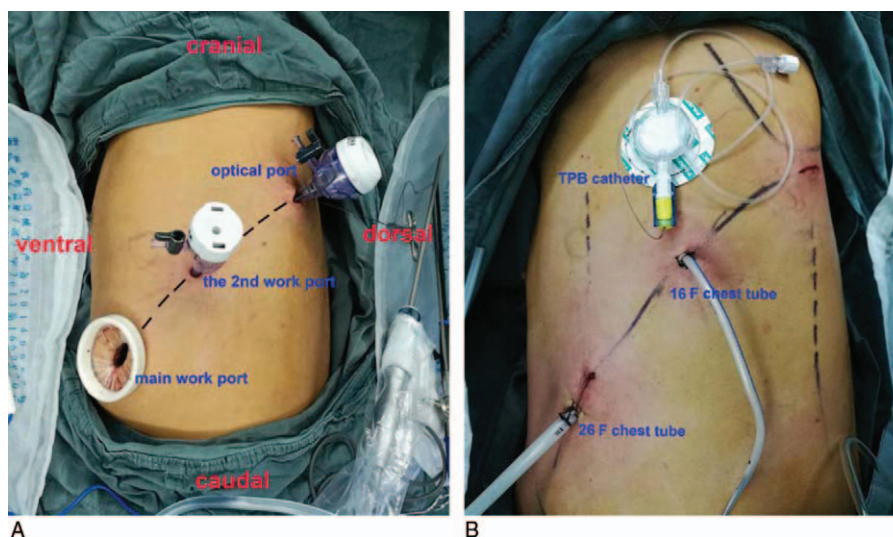 cranial
optical port
ventral
dorsal
the 2nd work port
main work port
caudal
A
TPB catheter
16 F chest tube
26 F chest tube
B